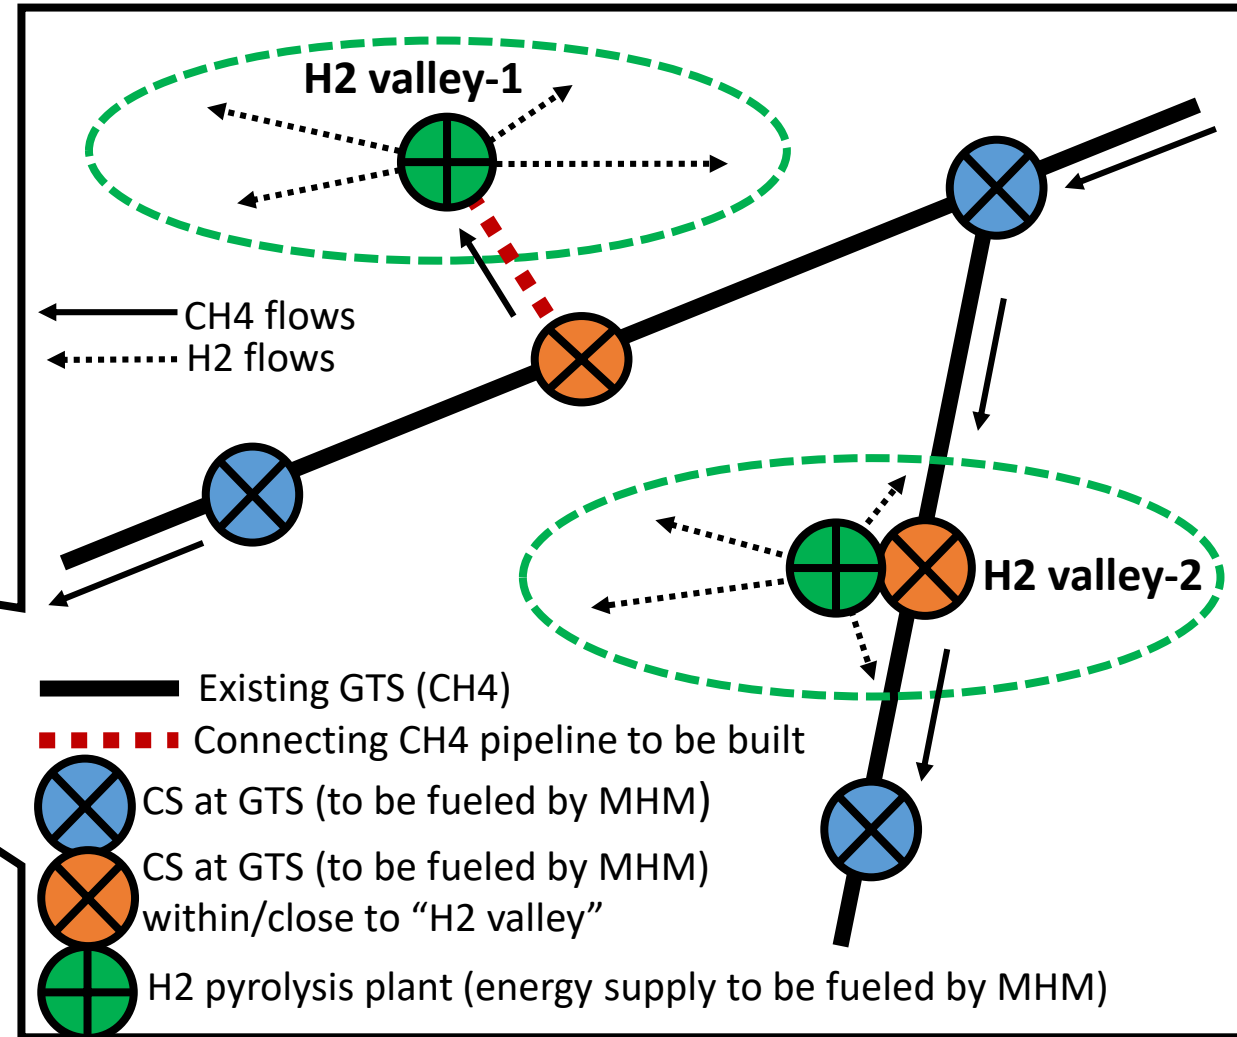 H2 valley-1
CH4 flows
H2 flows
H2 valley-2
Existing GTS (CH4)
Connecting CH4 pipeline to be built
CS at GTS (to be fueled by MHM)
CS at GTS (to be fueled by MHM)
within/close to “H2 valley”
H2 pyrolysis plant (energy supply to be fueled by MHM)